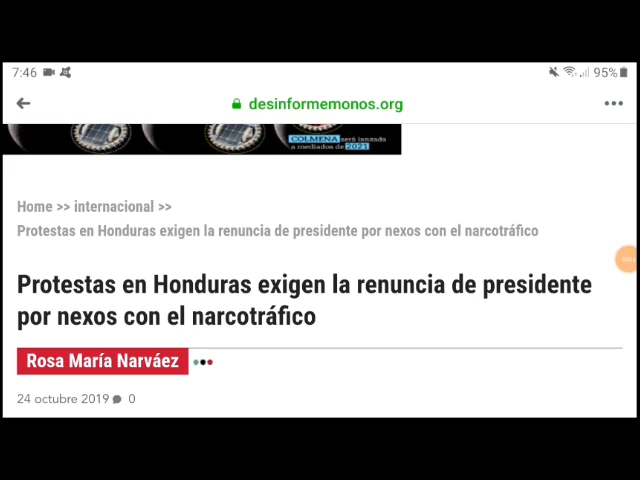 7:46
95%
desinformemonos.org
COLMENA será lanzada
a mediados de 2021
Home >> internacional >>
Protestas en Honduras exigen la renuncia de presidente por nexos con el narcotráfico
Protestas en Honduras exigen la renuncia de presidente
por nexos con el narcotráfico
Rosa María Narváez
24 octubre 2019 0